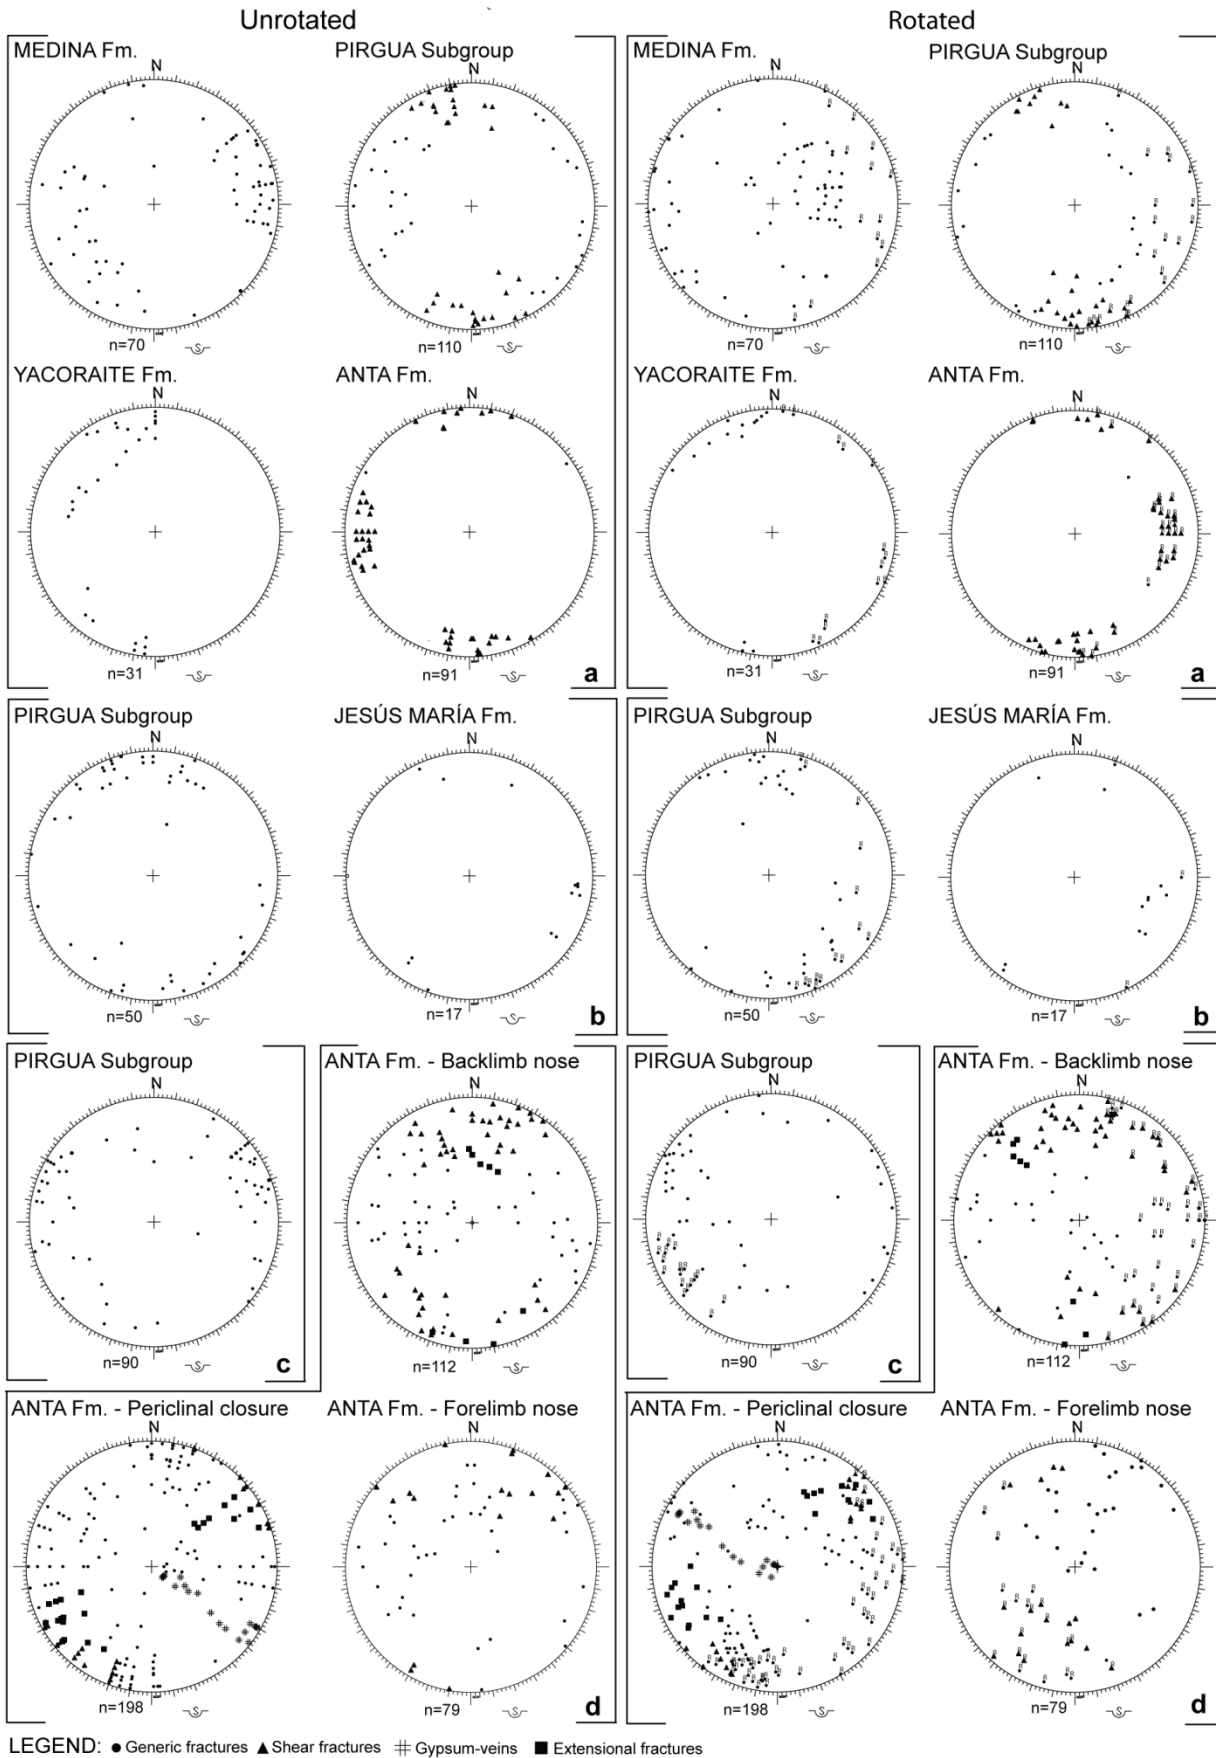 Unrotated
Rotated
MEDINA Fm.
PIRGUA Subgroup
MEDINA Fm.
PIRGUA Subgroup
N
N
N
N
n=70
S
n=110
S
n=70
S
n=110
S
YACORAITE Fm.
ANTA Fm.
YACORAITE Fm.
ANTA Fm.
N
N
N
N
n=31
S
n=91
S
a
n=31
S
n=91
S
a
PIRGUA Subgroup
JESÚS MARÍA Fm.
PIRGUA Subgroup
JESÚS MARÍA Fm.
N
N
N
N
n=50
S
n=17
S
b
n=50
S
n=17
S
b
PIRGUA Subgroup
ANTA Fm. - Backlimb nose
PIRGUA Subgroup
ANTA Fm. - Backlimb nose
N
N
N
N
n=90
S
c
n=112
S
n=90
S
c
n=112
S
ANTA Fm. - Periclinal closure
ANTA Fm. - Forelimb nose
ANTA Fm. - Periclinal closure
ANTA Fm. - Forelimb nose
N
N
N
N
n=198
S
n=79
S
d
n=198
S
n=79
S
d
LEGEND: Generic fractures Shear fractures Gypsum-veins Extensional fractures